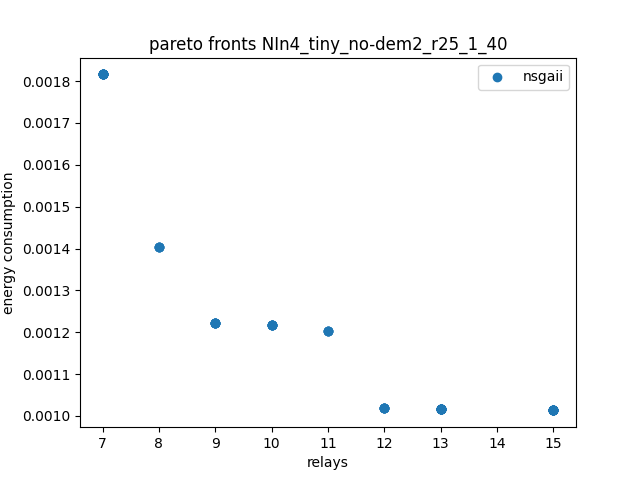 pareto fronts NIn4_tiny_no-dem2_r25_1_40
nsgaii
energy consumption
0.0018
0.0017
0.0016
0.0015
0.0014
0.0013
0.0012
0.0011
0.0010
7 8 9 10 11 12 13 14 15
relays